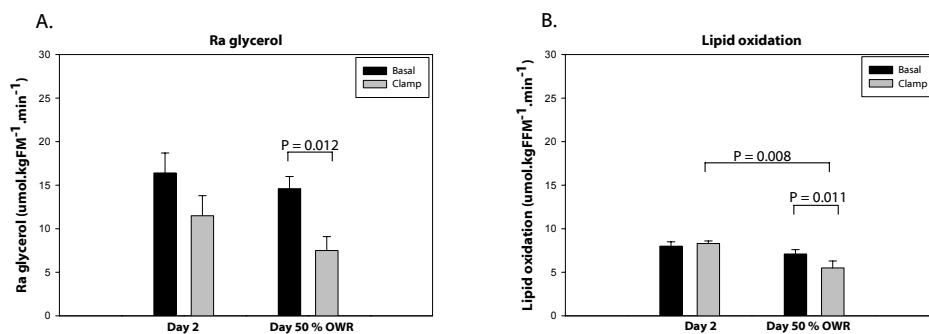 A.
Ra glycerol
30
25
20
15
10
5
0
Ra glycerol (umol.kgFM⁻¹.min⁻¹)
Basal
Clamp
P = 0.012
Day 2
Day 50 % OWR
B.
Lipid oxidation
30
25
20
15
10
5
0
Lipid oxidation (umol.kgFFM⁻¹.min⁻¹)
Basal
Clamp
P = 0.008
P = 0.011
Day 2
Day 50 % OWR